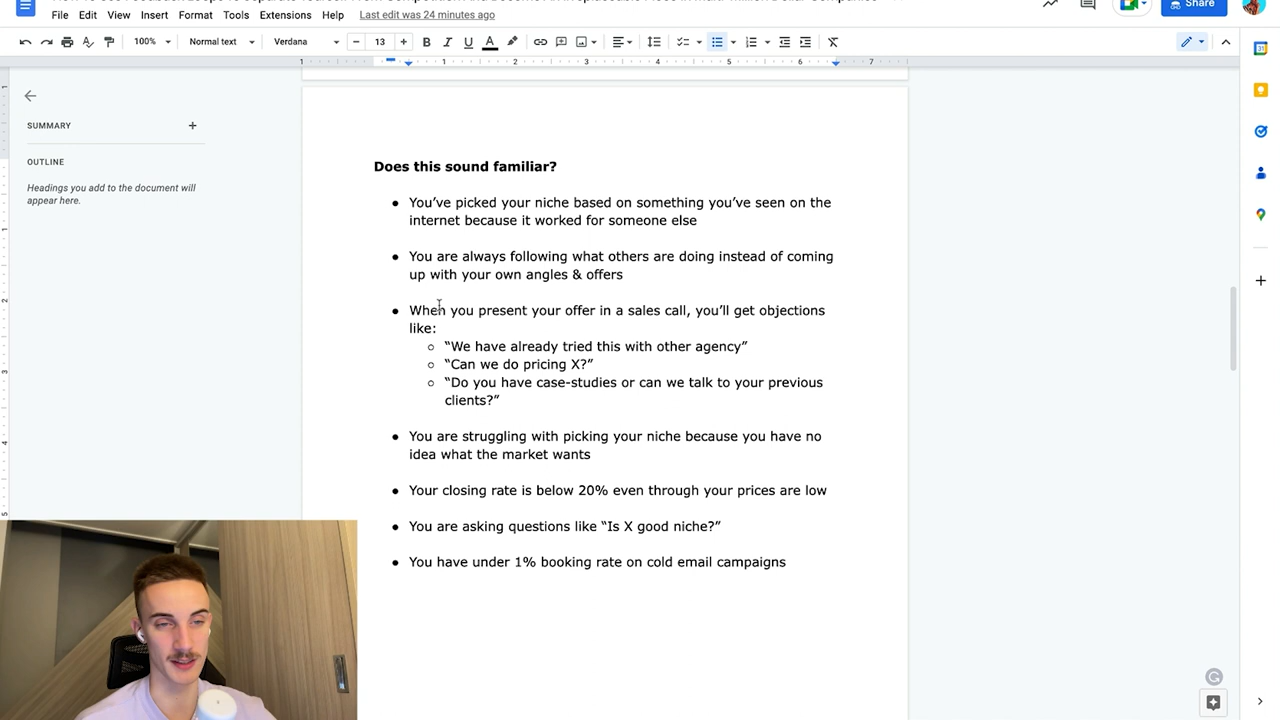 File Edit View Insert Format Tools Extensions Help Last edit was 24 minutes ago
Share
100% Normal text Verdana 13
1 1 2 3 4 5 6 7
SUMMARY
OUTLINE
Headings you add to the document will
appear here.
Does this sound familiar?
● You’ve picked your niche based on something you’ve seen on the
internet because it worked for someone else
● You are always following what others are doing instead of coming
up with your own angles & offers
● When you present your offer in a sales call, you’ll get objections
like:
○ “We have already tried this with other agency”
○ “Can we do pricing X?”
○ “Do you have case-studies or can we talk to your previous
clients?”
● You are struggling with picking your niche because you have no
idea what the market wants
● Your closing rate is below 20% even through your prices are low
● You are asking questions like “Is X good niche?”
● You have under 1% booking rate on cold email campaigns